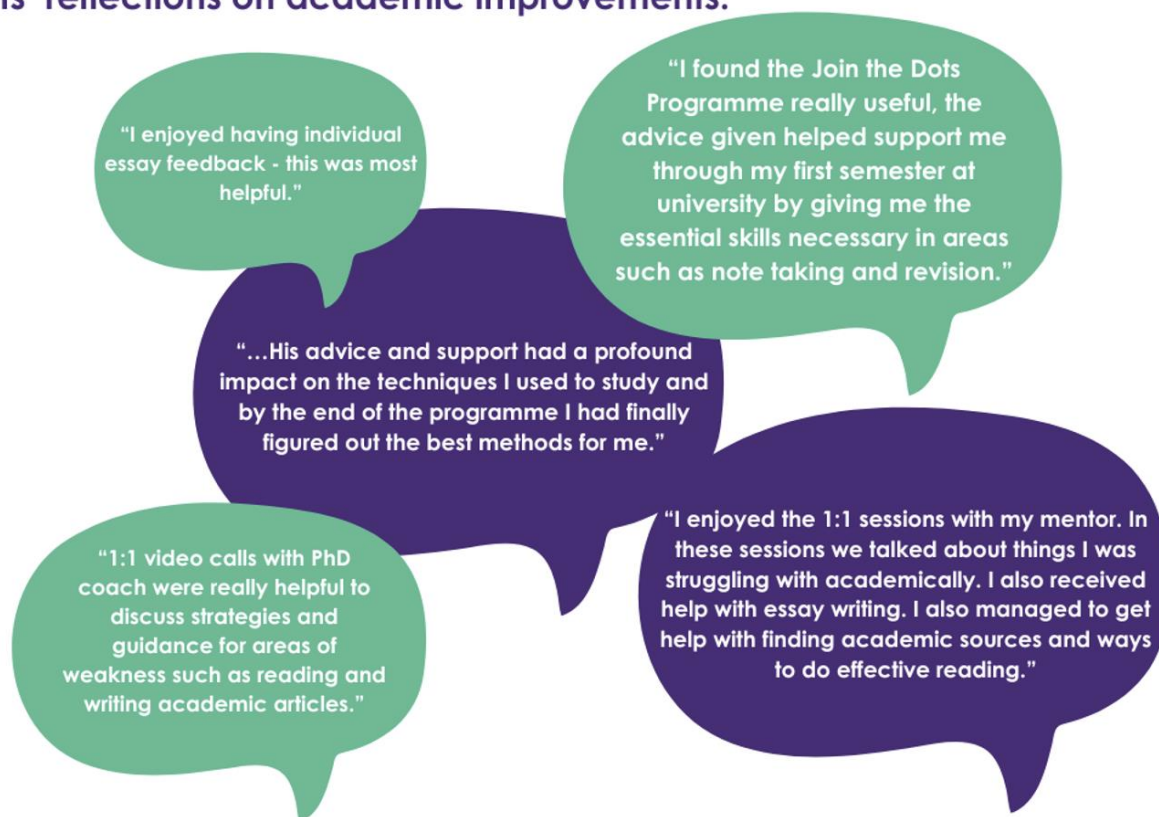 reflections on academic improvements.
“I enjoyed having individual
essay feedback - this was most
helpful.”
“I found the Join the Dots
Programme really useful, the
advice given helped support me
through my first semester at
university by giving me the
essential skills necessary in areas
such as note taking and revision.”
“...His advice and support had a profound
impact on the techniques I used to study and
by the end of the programme I had finally
figured out the best methods for me.”
“1:1 video calls with PhD
coach were really helpful to
discuss strategies and
guidance for areas of
weakness such as reading and
writing academic articles.”
“I enjoyed the 1:1 sessions with my mentor. In
these sessions we talked about things I was
struggling with academically. I also received
help with essay writing. I also managed to get
help with finding academic sources and ways
to do effective reading.”